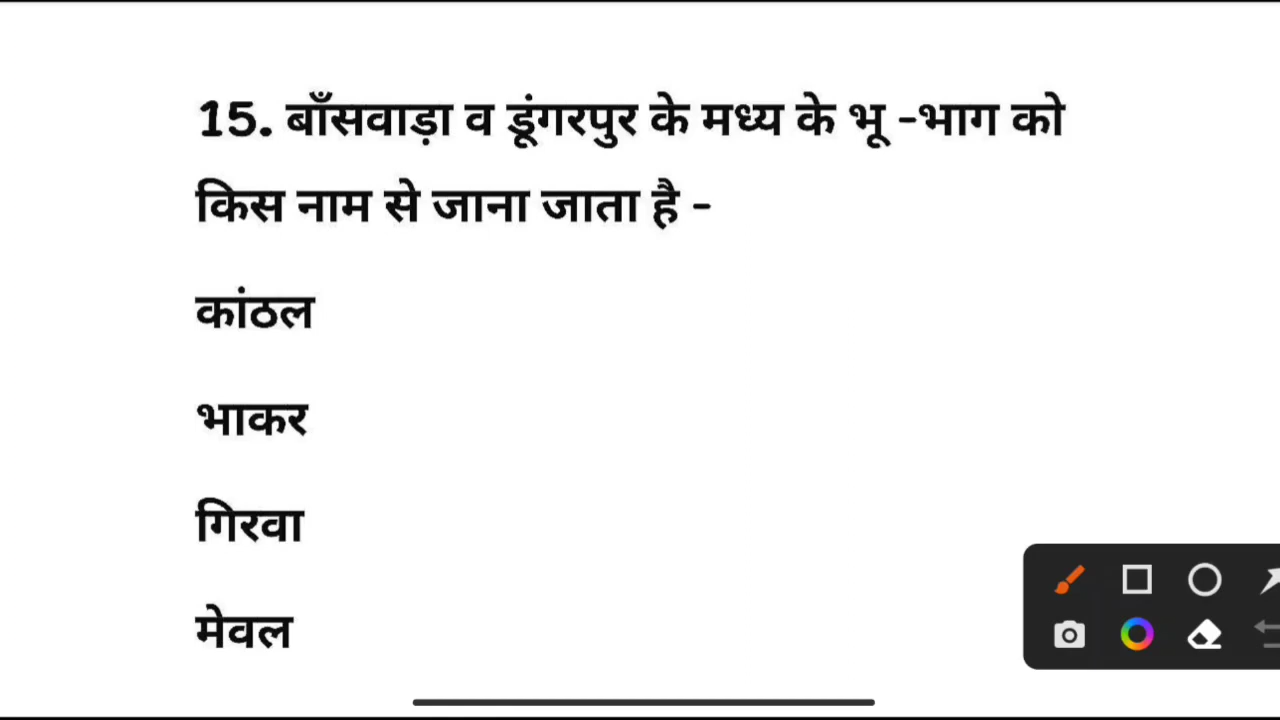 15. बाँसवाड़ा व डूंगरपुर के मध्य के भू -भाग को
किस नाम से जाना जाता है -
कांठल
भाकर
गिरवा
मेवल